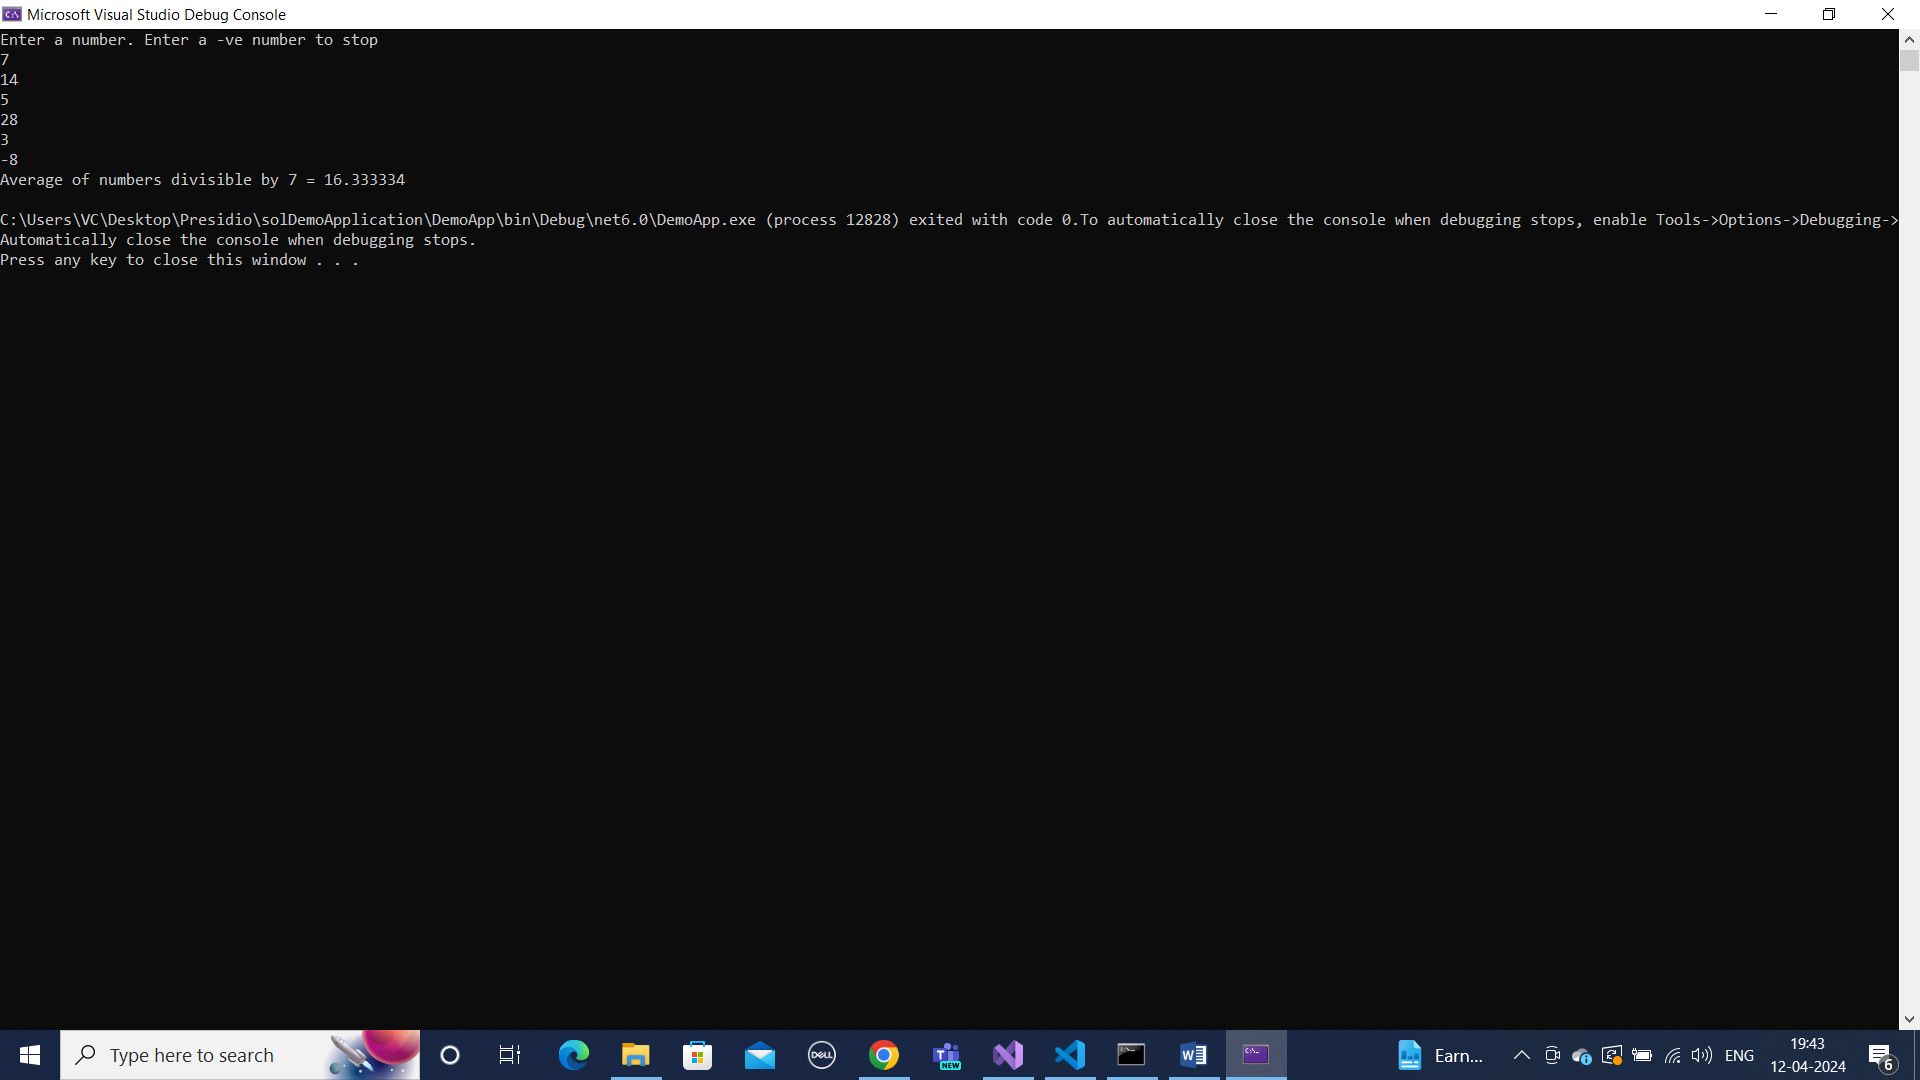 Microsoft Visual Studio Debug Console
Enter a number. Enter a -ve number to stop
7
14
5
28
3
-8
Average of numbers divisible by 7 = 16.333334
C:\Users\VC\Desktop\Presidio\solDemoApplication\DemoApp\bin\Debug\net6.0\DemoApp.exe (process 12828) exited with code 0.To automatically close the console when debugging stops, enable Tools->Options->Debugging->
Automatically close the console when debugging stops.
Press any key to close this window . . .
Type here to search
DELL
T
NEW
W
Earn...
ENG
19:43
12-04-2024
6